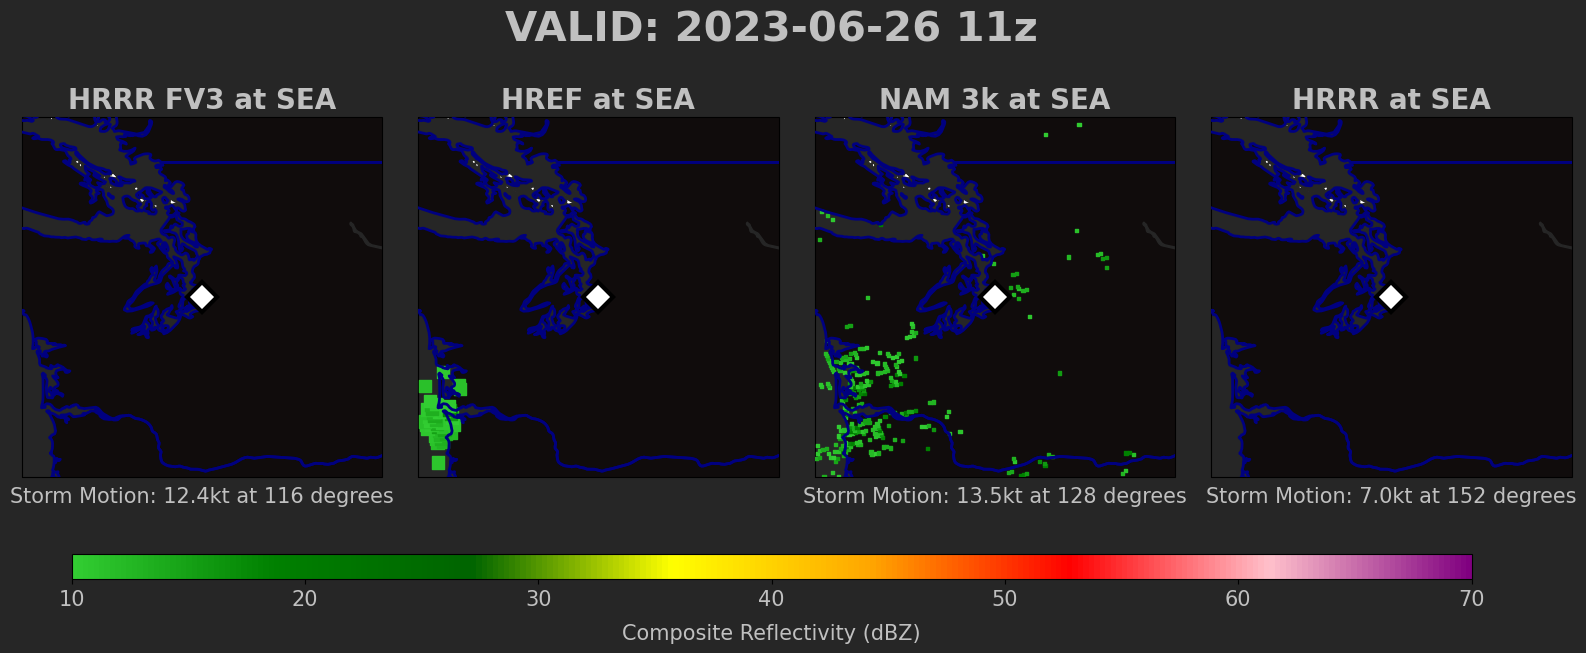 VALID: 2023-06-26 11z
HRRR FV3 at SEA
HREF at SEA
NAM 3k at SEA
HRRR at SEA
Storm Motion: 12.4kt at 116 degrees
Storm Motion: 13.5kt at 128 degrees
Storm Motion: 7.0kt at 152 degrees
10 20 30 40 50 60 70
Composite Reflectivity (dBZ)